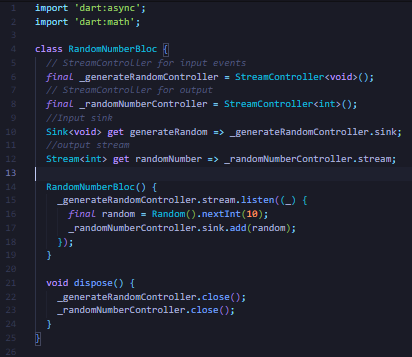 1 import 'dart:async';
2 import 'dart:math';
3
4 class RandomNumberBloc {
5 // StreamController for input events
6 final _generateRandomController = StreamController<void>();
7 // StreamController for output
8 final _randomNumberController = StreamController<int>();
9 //Input sink
10 Sink<void> get generateRandom => _generateRandomController.sink;
11 //output stream
12 Stream<int> get randomNumber => _randomNumberController.stream;
13
14 RandomNumberBloc() {
15 _generateRandomController.stream.listen((_) {
16 final random = Random().nextInt(10);
17 _randomNumberController.sink.add(random);
18 });
19 }
20
21 void dispose() {
22 _generateRandomController.close();
23 _randomNumberController.close();
24 }
25 }
26